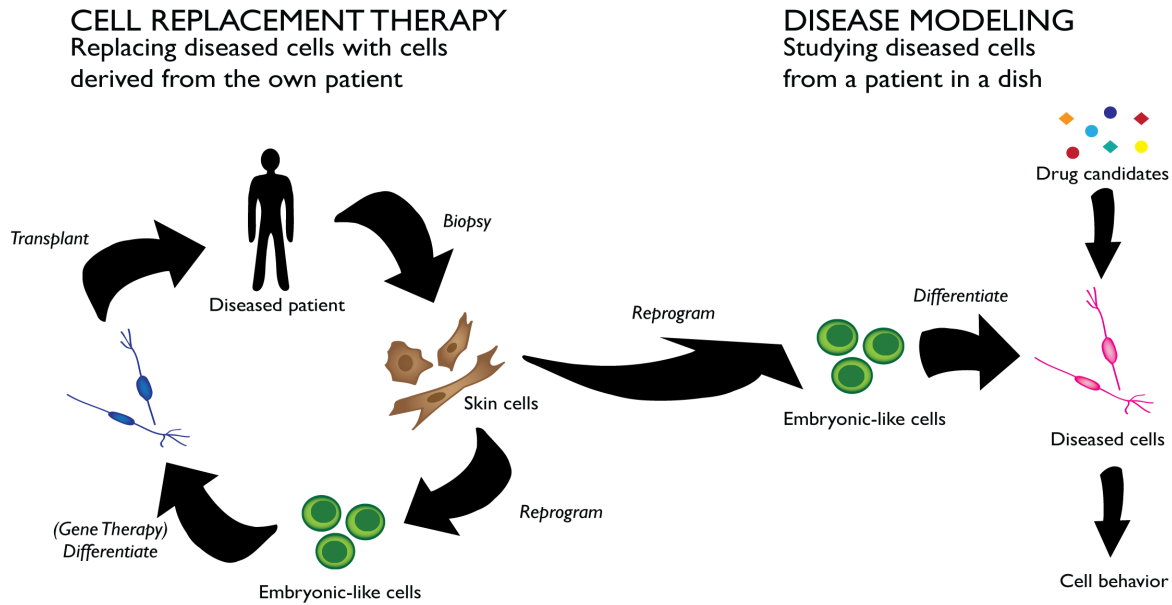 CELL REPLACEMENT THERAPY
Replacing diseased cells with cells
derived from the own patient
DISEASE MODELING
Studying diseased cells
from a patient in a dish
Drug candidates
Transplant
Biopsy
Diseased patient
Reprogram
Differentiate
Skin cells
Embryonic-like cells
Diseased cells
(Gene Therapy)
Differentiate
Reprogram
Embryonic-like cells
Cell behavior